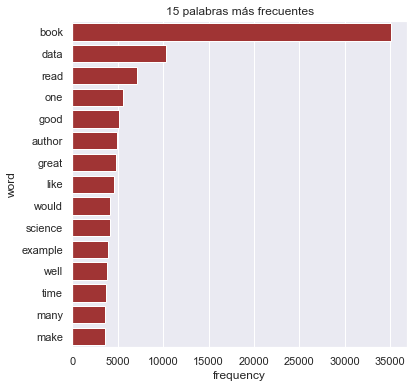 15 palabras más frecuentes
word
book
data
read
one
good
author
great
like
would
science
example
well
time
many
make
0 5000 10000 15000 20000 25000 30000 35000
frequency